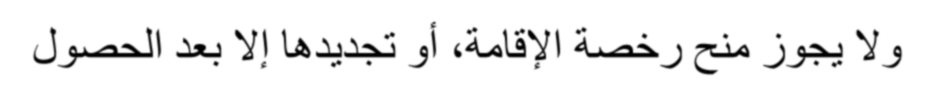 ولا يجوز منح رخصة الإقامة، أو تجديدها إلا بعد الحصول